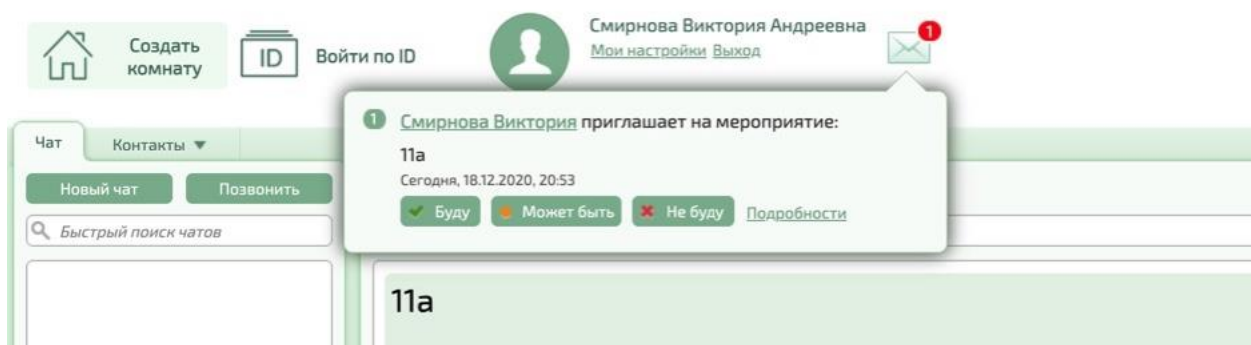 Создать
комнату
ID
Войти по ID
Смирнова Виктория Андреевна
Мои настройки Выход
1
1 Смирнова Виктория приглашает на мероприятие:
11а
Сегодня, 18.12.2020, 20:53
Буду Может быть Не буду Подробности
Чат Контакты
Новый чат Позвонить
Быстрый поиск чатов
11а